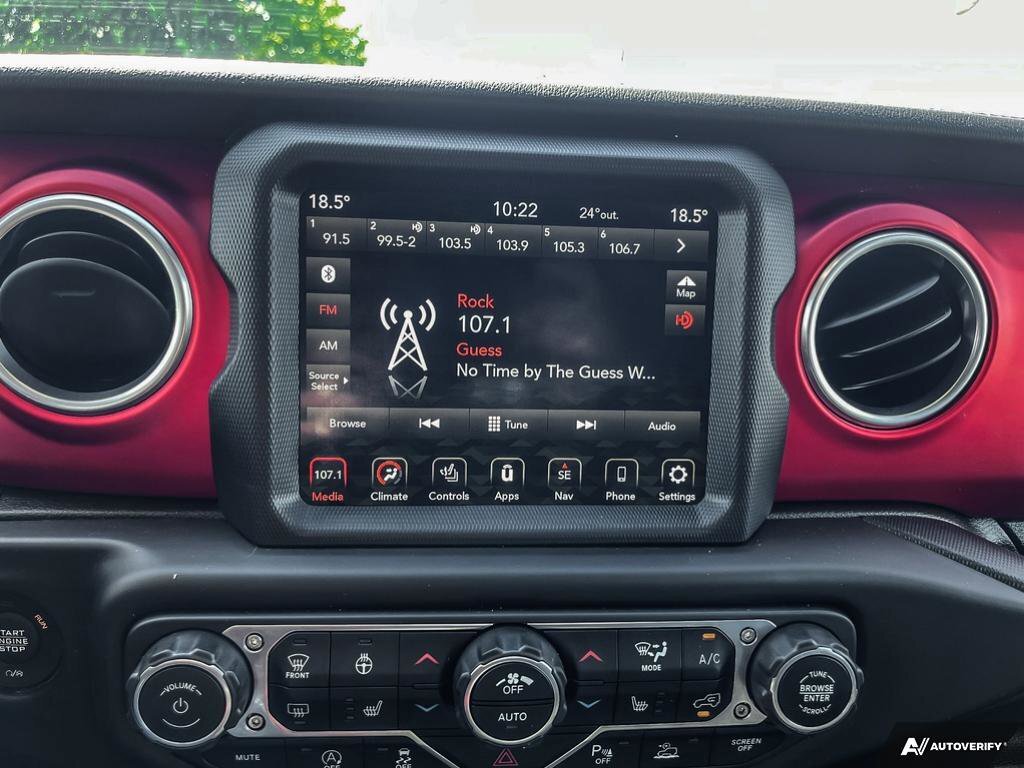 18.5°
10:22
24°out.
18.5°
1 91.5
2 99.5-2
3 103.5
4 103.9
5 105.3
6 106.7
FM
AM
Source
Select
Map
HD
Rock
107.1
Guess
No Time by The Guess W...
Browse
Tune
Audio
107.1
SE
Media
Climate
Controls
Apps
Nav
Phone
Settings
RUN
START
ENGINE
STOP
VOLUME
FRONT
OFF
AUTO
MODE
A/C
TUNE
BROWSE
ENTER
SCROLL
MUTE
OFF
OFF
P
OFF
SCREEN
OFF
AV AUTOVERIFY